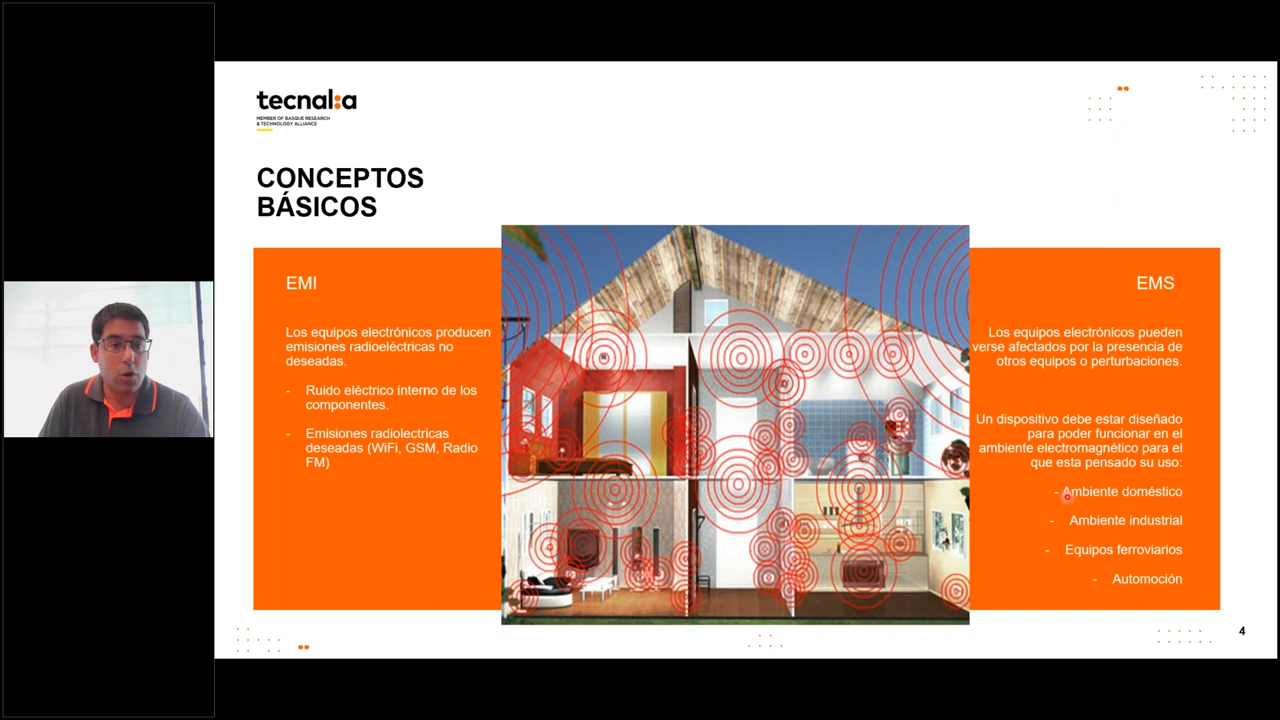 tecnal:a
MEMBER OF BASQUE RESEARCH
& TECHNOLOGY ALLIANCE
CONCEPTOS
BÁSICOS
EMI
Los equipos electrónicos producen
emisiones radioeléctricas no
deseadas.
- Ruido eléctrico interno de los
componentes.
- Emisiones radiolectricas
deseadas (WiFi, GSM, Radio
FM)
EMS
Los equipos electrónicos pueden
verse afectados por la presencia de
otros equipos o perturbaciones.
Un dispositivo debe estar diseñado
para poder funcionar en el
ambiente electromagnético para el
que esta pensado su uso:
- Ambiente doméstico
- Ambiente industrial
- Equipos ferroviarios
- Automoción
4